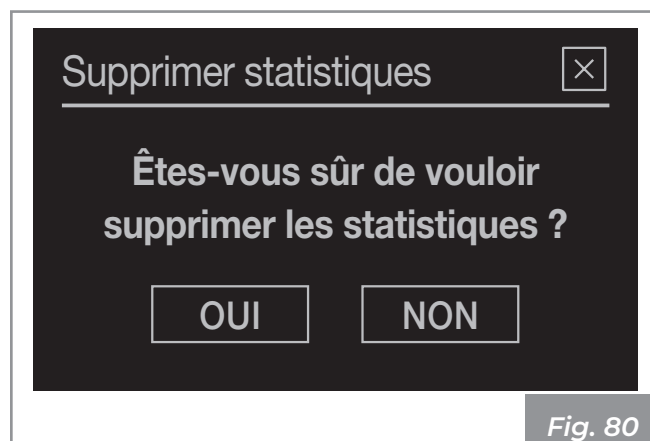 Supprimer statistiques
Êtes-vous sûr de vouloir
supprimer les statistiques ?
OUI NON
Fig. 80